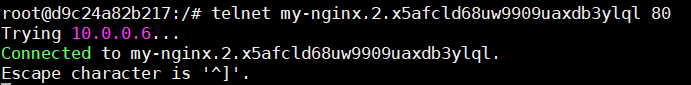 root@d9c24a82b217:/# telnet my-nginx.2.x5afcld68uw9909uaxdb3ylql 80
Trying 10.0.0.6...
Connected to my-nginx.2.x5afcld68uw9909uaxdb3ylql.
Escape character is '^]'.